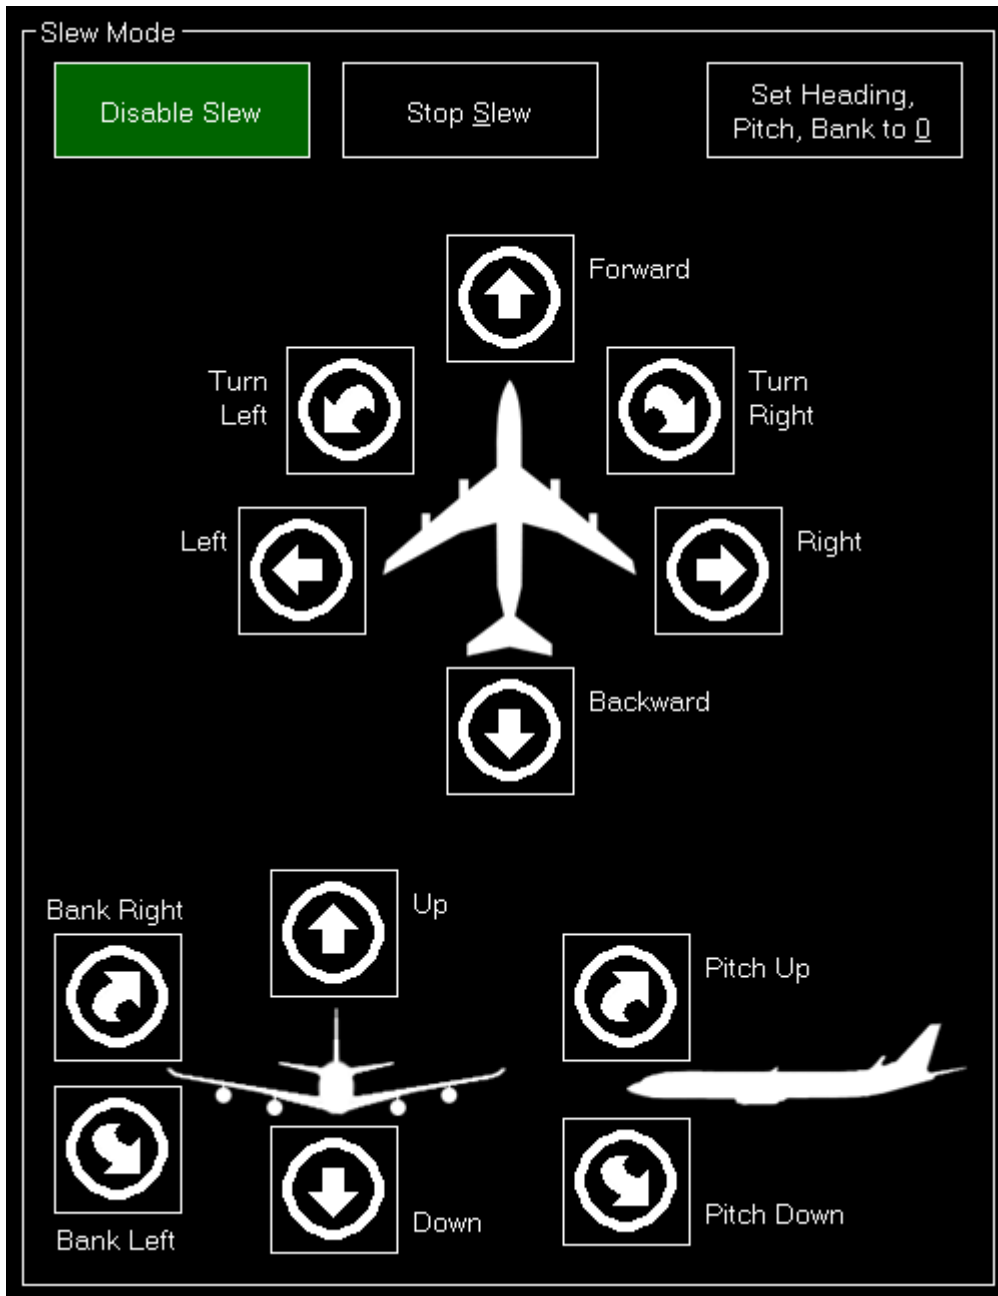 Slew Mode
Disable Slew
Stop Slew
Set Heading,
Pitch, Bank to 0
Forward
Turn
Left
Turn
Right
Left
Right
Backward
Bank Right
Up
Pitch Up
Bank Left
Down
Pitch Down